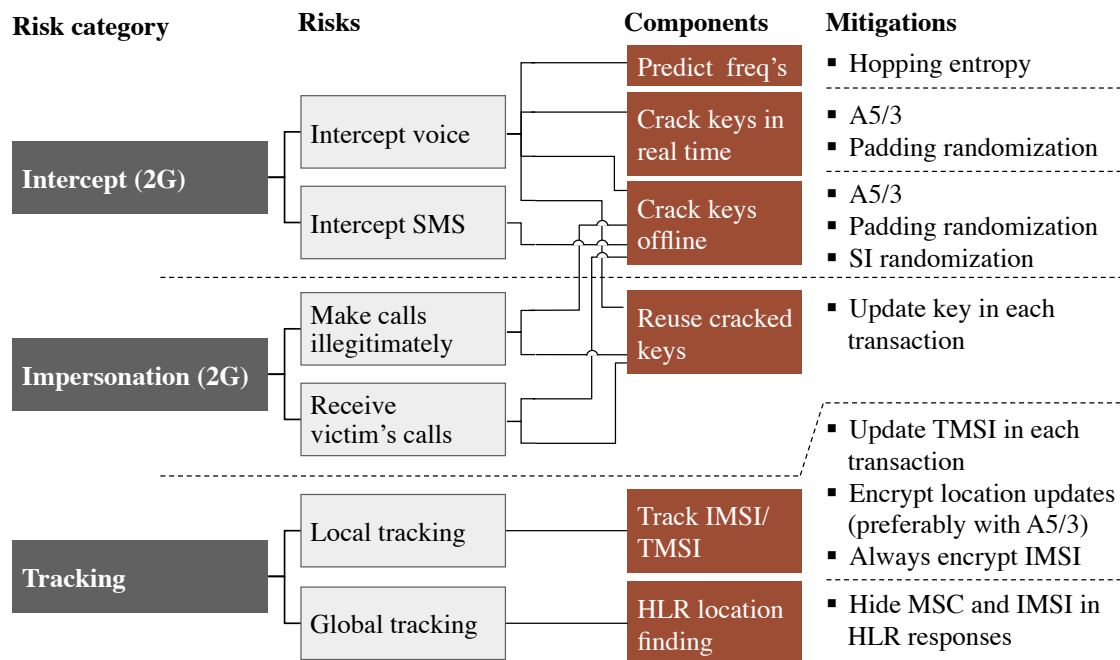 Risk category
Risks
Components
Mitigations
Intercept (2G)
Intercept voice
Intercept SMS
Predict freq's
Crack keys in
real time
Crack keys
offline
▪ Hopping entropy
▪ A5/3
▪ Padding randomization
▪ A5/3
▪ Padding randomization
▪ SI randomization
Impersonation (2G)
Make calls
illegitimately
Receive
victim's calls
Reuse cracked
keys
▪ Update key in each
transaction
Tracking
Local tracking
Global tracking
Track IMSI/
TMSI
HLR location
finding
▪ Update TMSI in each
transaction
▪ Encrypt location updates
(preferably with A5/3)
▪ Always encrypt IMSI
▪ Hide MSC and IMSI in
HLR responses